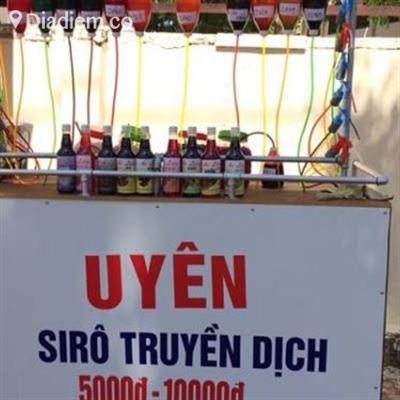 Diadiem.co
UYÊN
SIRÔ TRUYỀN DỊCH
5000đ - 10000đ